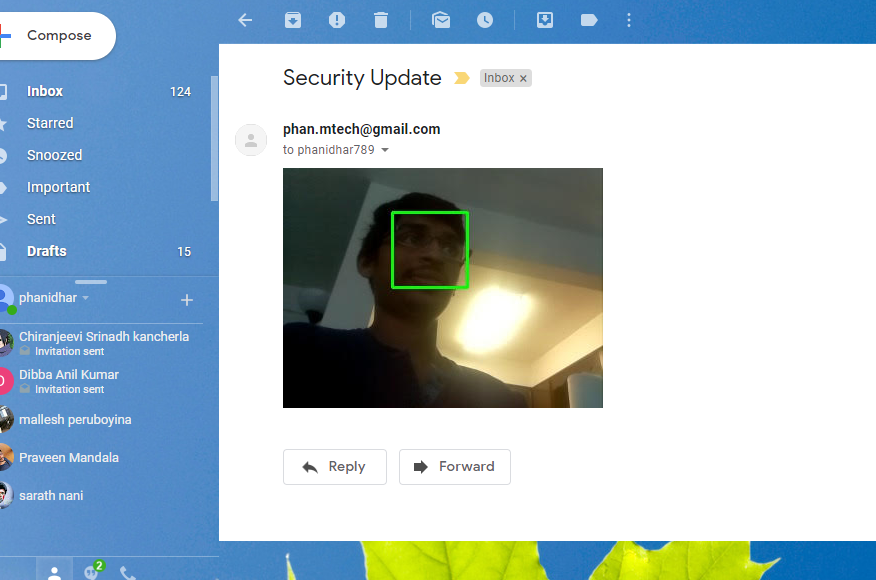 Compose
Inbox 124
Starred
Snoozed
Important
Sent
Drafts 15
phanidhar
Chiranjeevi Srinadh kancherla
Invitation sent
D
Dibba Anil Kumar
Invitation sent
mallesh peruboyina
Praveen Mandala
sarath nani
2
Security Update
Inbox x
phan.mtech@gmail.com
to phanidhar789
Reply
Forward